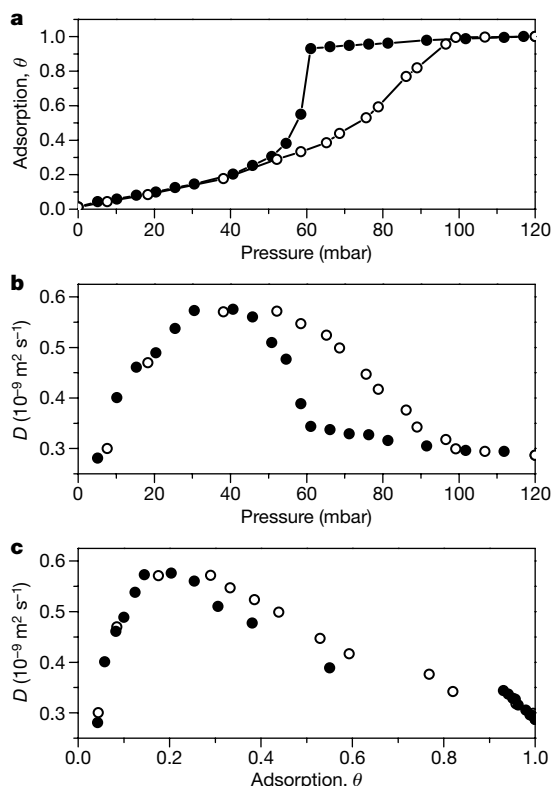 a
Adsorption, θ
1.0
0.8
0.6
0.4
0.2
0.0
0 20 40 60 80 100 120
Pressure (mbar)
b
D (10⁻⁹ m² s⁻¹)
0.6
0.5
0.4
0.3
0 20 40 60 80 100 120
Pressure (mbar)
c
D (10⁻⁹ m² s⁻¹)
0.6
0.5
0.4
0.3
0.0 0.2 0.4 0.6 0.8 1.0
Adsorption, θ